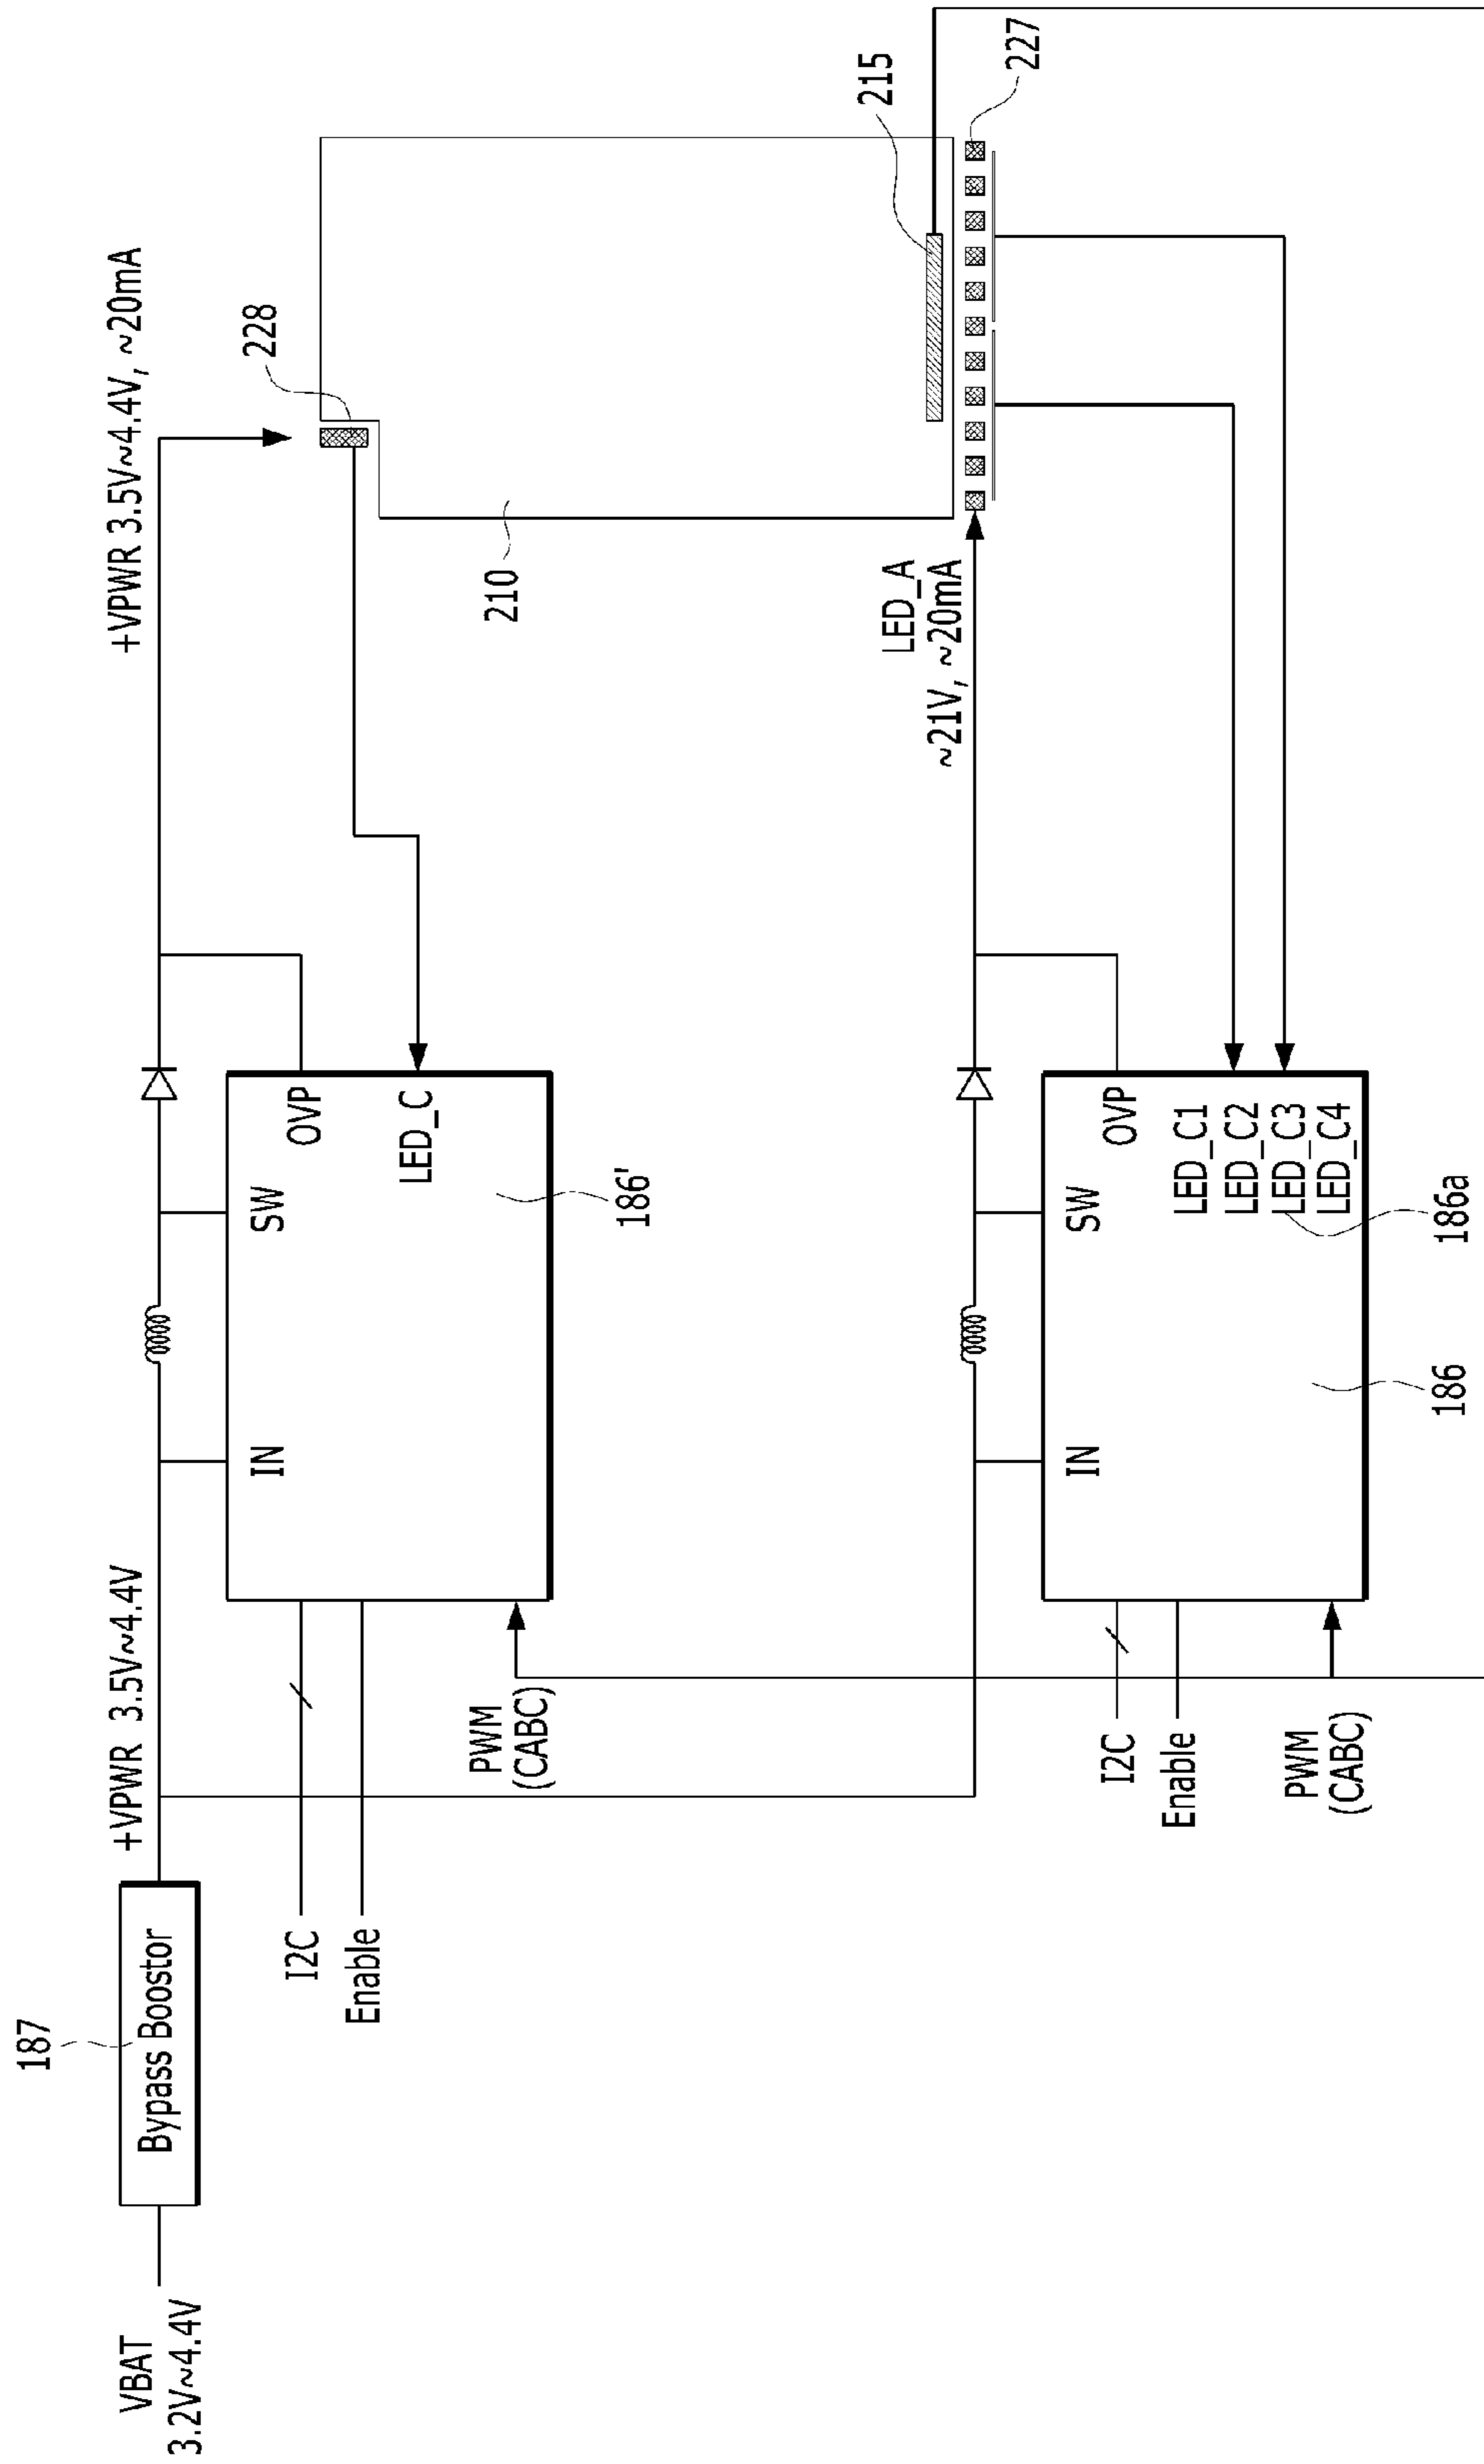 187
VBAT
3.2V~4.4V
Bypass Boostor
+VPWR 3.5V~4.4V
+VPWR 3.5V~4.4V, ~20mA
I2C
Enable
PWM
(CABC)
IN
SW
OVP
LED_C
186'
228
210
215
227
LED_A
~21V, ~20mA
I2C
Enable
PWM
(CABC)
IN
SW
OVP
LED_C1
LED_C2
LED_C3
LED_C4
186
186a